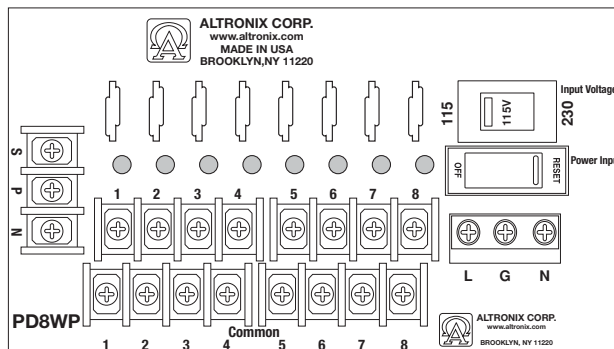 ALTRONIX CORP.
www.altronix.com
MADE IN USA
BROOKLYN,NY 11220
Input Voltage
115
115V
230
Power Input
OFF
RESET
S
P
N
1 2 3 4 5 6 7 8
L G N
PD8WP
Common
1 2 3 4 5 6 7 8
ALTRONIX CORP.
www.altronix.com
BROOKLYN, NY 11220